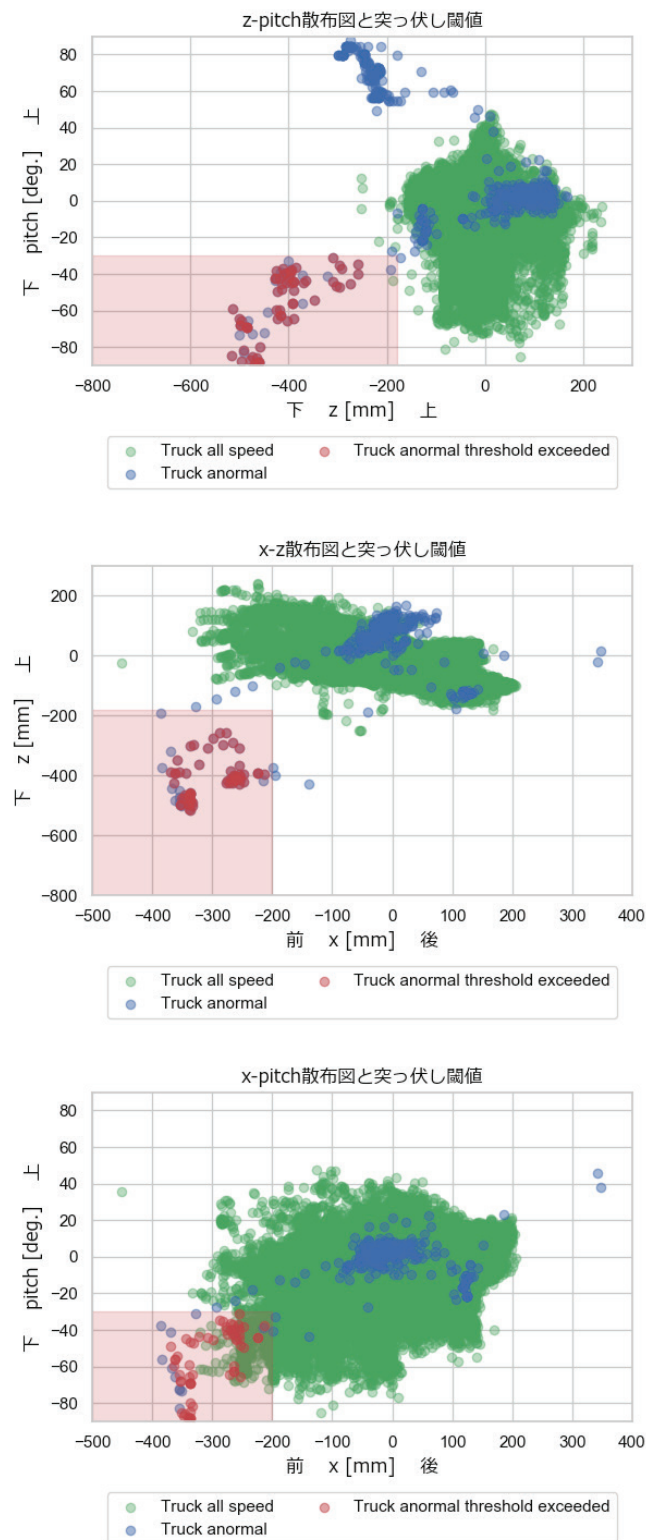 z-pitch散布図と突っ伏し閾値
80
60
40
20
0
−20
−40
−60
−80
下 pitch [deg.] 上
−800 −600 −400 −200 0 200
下 z [mm] 上
Truck all speed
Truck anormal
Truck anormal threshold exceeded
x-z散布図と突っ伏し閾値
200
0
−200
−400
−600
−800
下 z [mm] 上
−500 −400 −300 −200 −100 0 100 200 300 400
前 x [mm] 後
Truck all speed
Truck anormal
Truck anormal threshold exceeded
x-pitch散布図と突っ伏し閾値
80
60
40
20
0
−20
−40
−60
−80
下 pitch [deg.] 上
−500 −400 −300 −200 −100 0 100 200 300 400
前 x [mm] 後
Truck all speed
Truck anormal
Truck anormal threshold exceeded